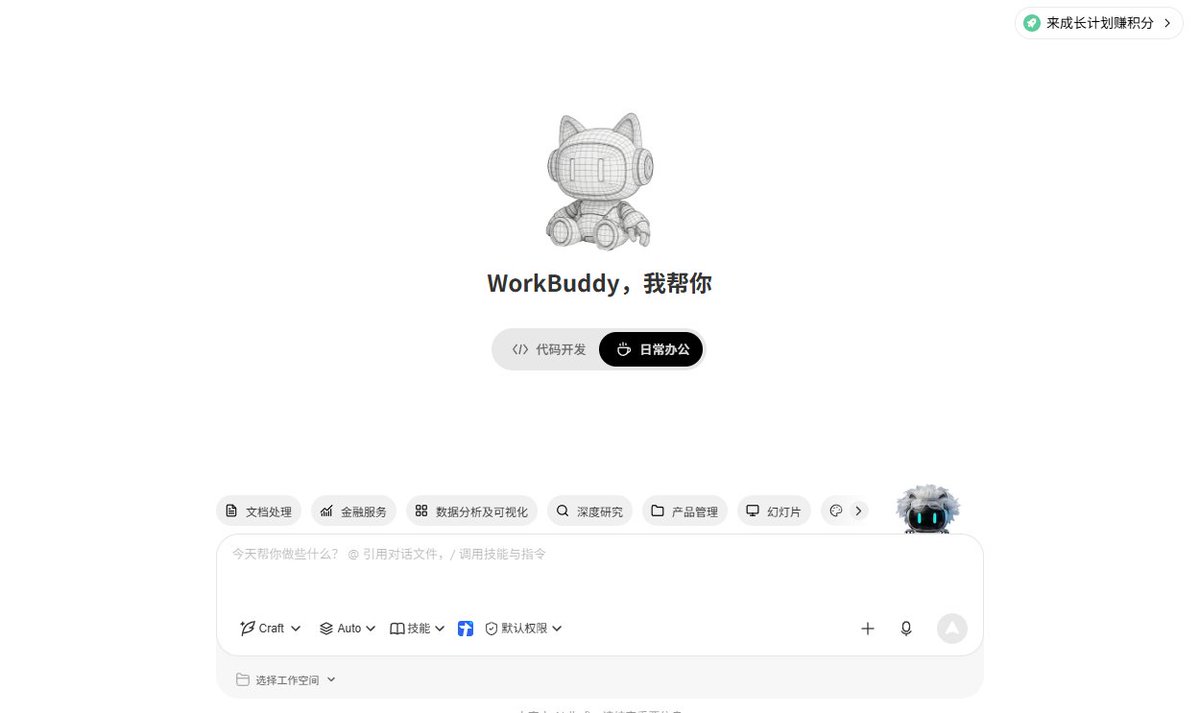 来成长计划赚积分
WorkBuddy，我帮你
代码开发 日常办公
文档处理 金融服务 数据分析及可视化 深度研究 产品管理 幻灯片
今天帮你做些什么？ @ 引用对话文件，/ 调用技能与指令
Craft Auto 技能 默认权限
选择工作空间